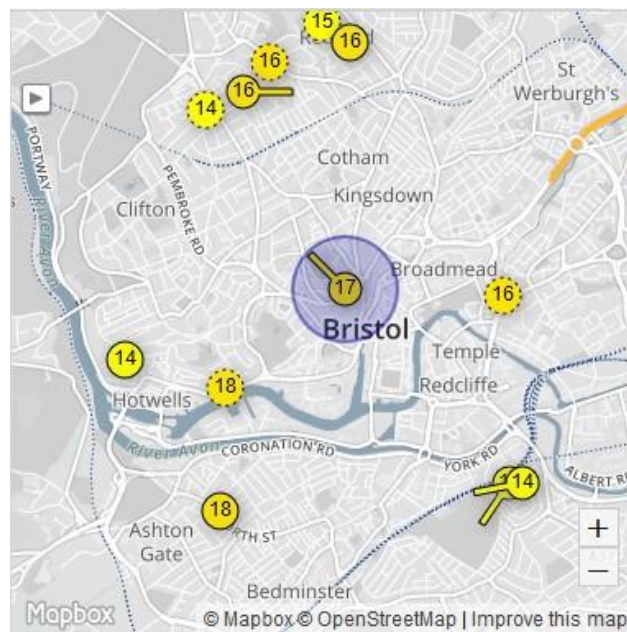 15
Re
16
16
16
14
St
Werburgh's
PORTWAY
River Avon
PEMBROKE RD
Cotham
Kingsdown
Clifton
17
Broadmead
16
Bristol
14
18
Temple
Redcliffe
Hotwells
River Avon
CORONATION RD
YORK RD
14
ALBERT R
18
RTH ST
Ashton
Gate
+
−
Bedminster
Mapbox
© Mapbox © OpenStreetMap | Improve this map